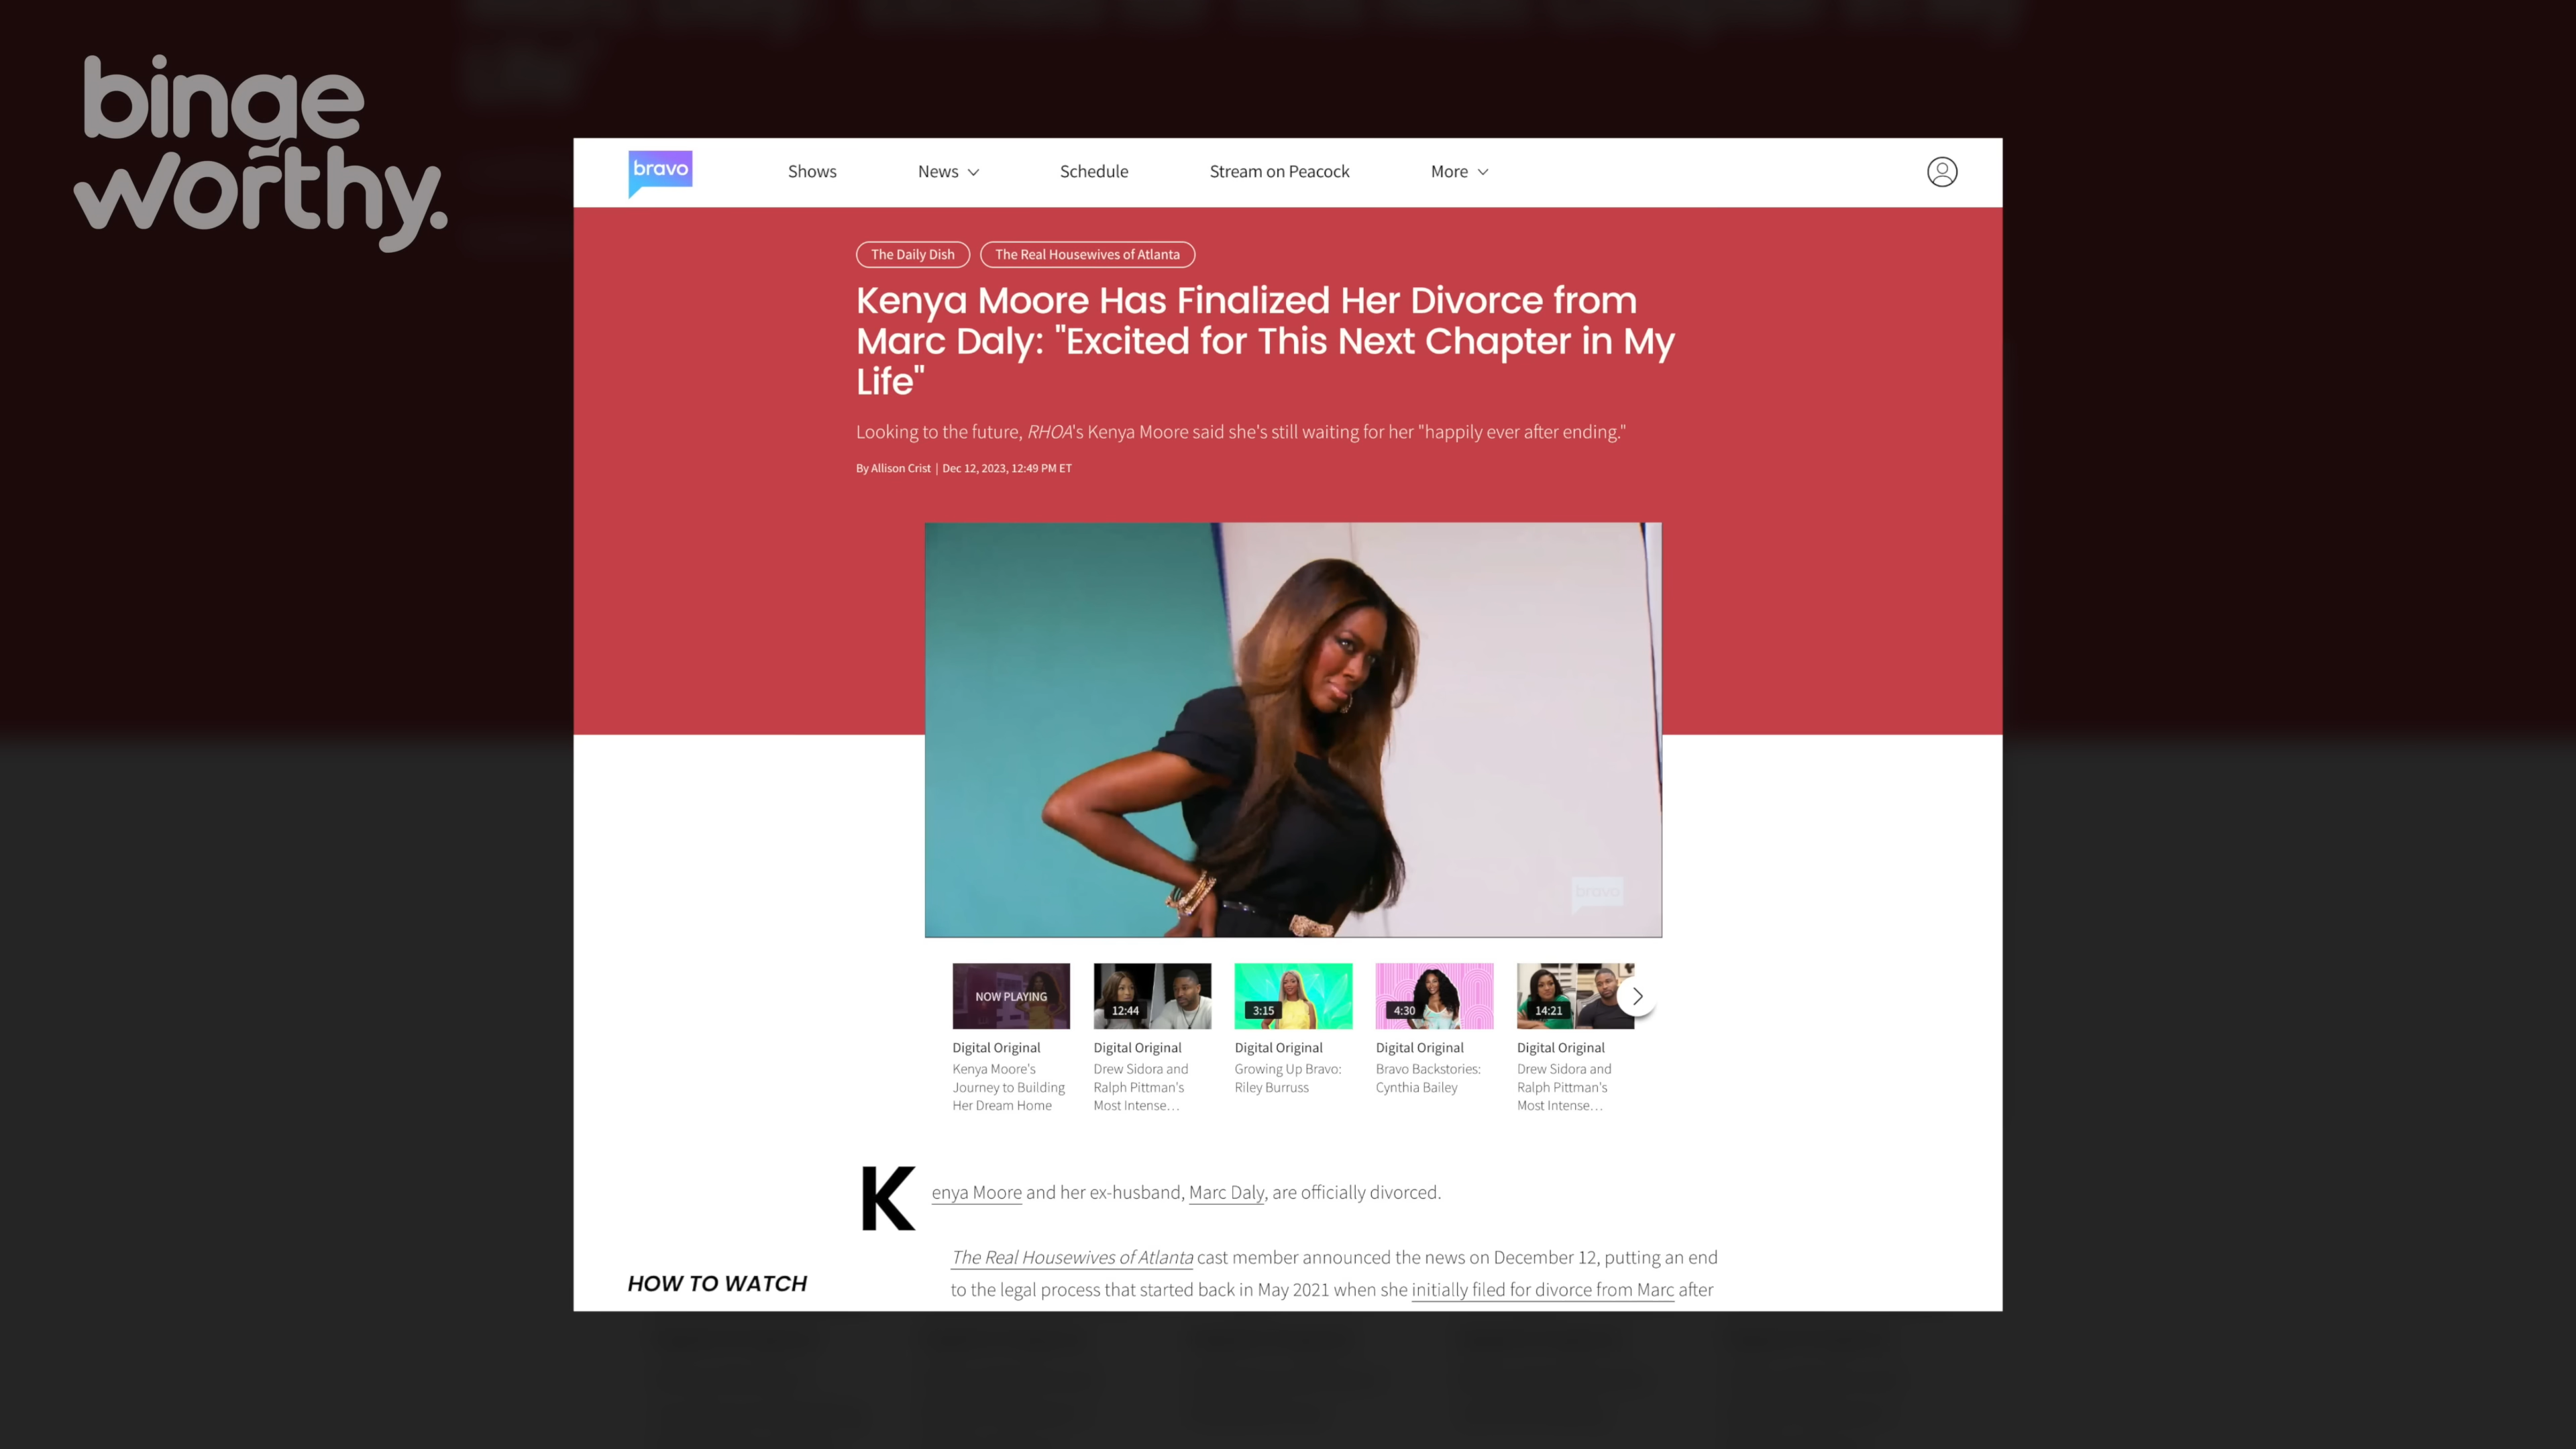 binge
worthy.
bravo
Shows
News
Schedule
Stream on Peacock
More
The Daily Dish
The Real Housewives of Atlanta
Kenya Moore Has Finalized Her Divorce from
Marc Daly: "Excited for This Next Chapter in My
Life"
Looking to the future, RHOA's Kenya Moore said she's still waiting for her "happily ever after ending."
By Allison Crist | Dec 12, 2023, 12:49 PM ET
bravo
NOW PLAYING
12:44
3:15
4:30
14:21
Digital Original
Kenya Moore's
Journey to Building
Her Dream Home
Digital Original
Drew Sidora and
Ralph Pittman's
Most Intense...
Digital Original
Growing Up Bravo:
Riley Burruss
Digital Original
Bravo Backstories:
Cynthia Bailey
Digital Original
Drew Sidora and
Ralph Pittman's
Most Intense...
Kenya Moore and her ex-husband, Marc Daly, are officially divorced.
The Real Housewives of Atlanta cast member announced the news on December 12, putting an end
to the legal process that started back in May 2021 when she initially filed for divorce from Marc after
HOW TO WATCH